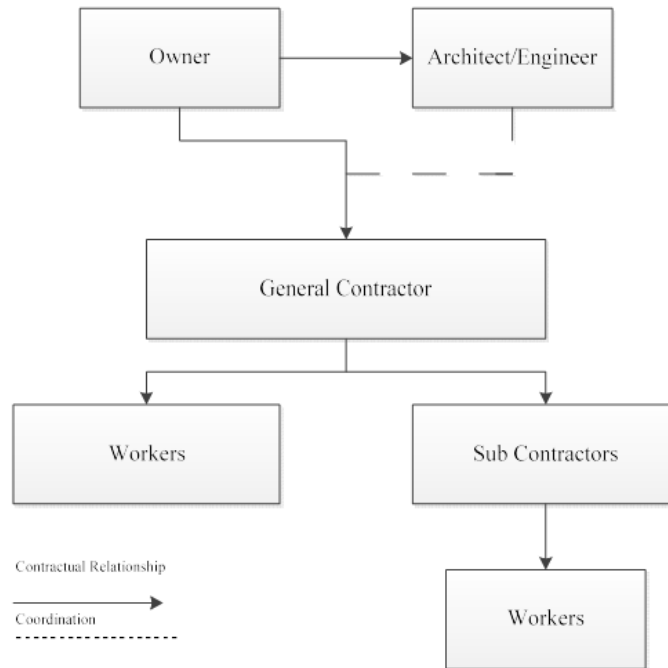 Owner
Architect/Engineer
General Contractor
Workers
Sub Contractors
Contractual Relationship
Coordination
Workers